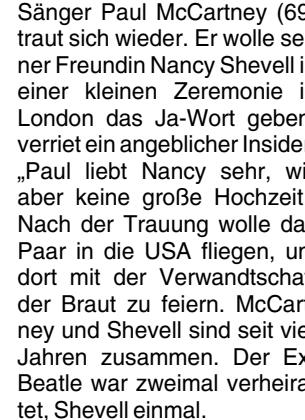 Sänger Paul McCartney (69
traut sich wieder. Er wolle sei
ner Freundin Nancy Shevell i
einer kleinen Zeremonie i
London das Ja-Wort geben
verriet ein angeblicher Insider
„Paul liebt Nancy sehr, wi
aber keine große Hochzeit.
Nach der Trauung wolle da
Paar in die USA fliegen, un
dort mit der Verwandtschaf
der Braut zu feiern. McCart
ney und Shevell sind seit vie
Jahren zusammen. Der Ex
Beatle war zweimal verheira
tet, Shevell einmal.